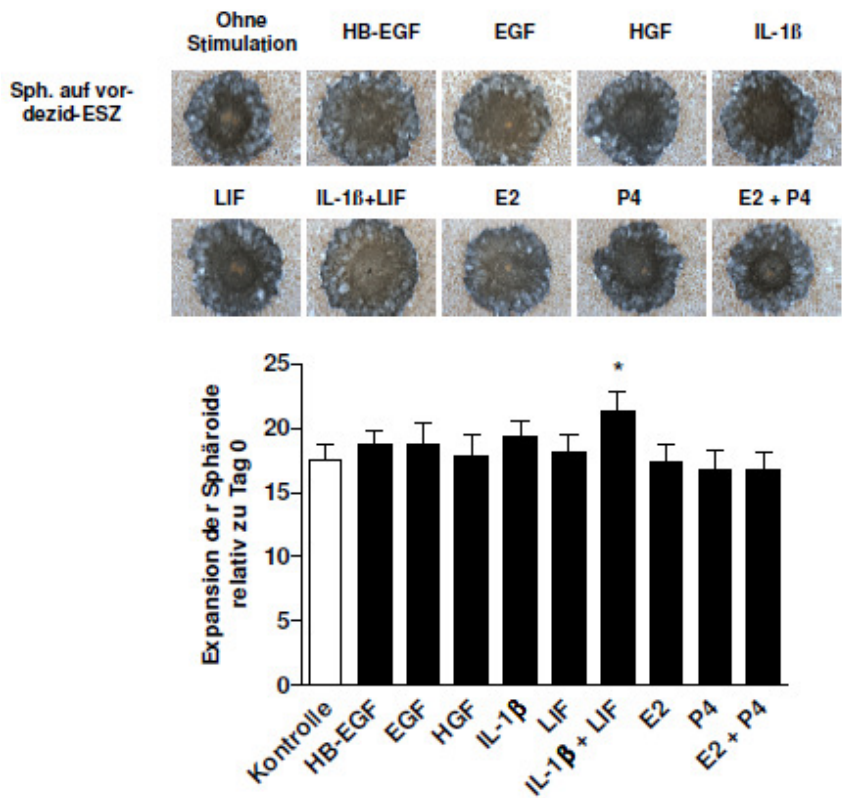 Ohne
Stimulation
HB-EGF
EGF
HGF
IL-1ß
Sph. auf vor-
dezid-ESZ
LIF
IL-1ß+LIF
E2
P4
E2 + P4
Expansion der Sphäroide
relativ zu Tag 0
25
20
15
10
5
0
*
Kontrolle
HB-EGF
EGF
HGF
IL-1β
LIF
IL-1β + LIF
E2
P4
E2 + P4